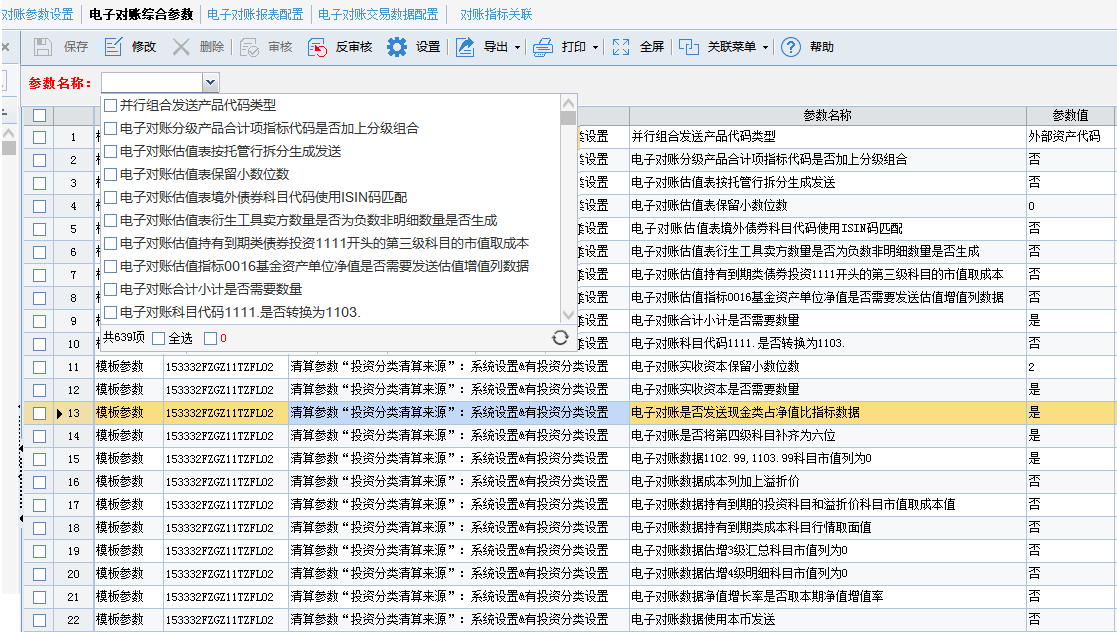 对账参数设置 电子对账综合参数 电子对账报表配置 电子对账交易数据配置 对账指标关联
保存 修改 删除 审核 反审核 设置 导出 打印 全屏 关联菜单 帮助
参数名称：
并行组合发送产品代码类型
电子对账分级产品合计项指标代码是否加上分级组合
电子对账估值表按托管行拆分生成发送
电子对账估值表保留小数位数
电子对账估值表境外债券科目代码使用ISIN码匹配
电子对账估值表衍生工具卖方数量是否为负数非明细数量是否生成
电子对账估值持有到期类债券投资1111开头的第三级科目的市值取成本
电子对账估值指标0016基金资产单位净值是否需要发送估值增值列数据
电子对账合计小计是否需要数量
电子对账科目代码1111.是否转换为1103.
共639项 全选 0
参数名称 参数值
1 类设置 并行组合发送产品代码类型 外部资产代码
2 类设置 电子对账分级产品合计项指标代码是否加上分级组合 否
3 类设置 电子对账估值表按托管行拆分生成发送 否
4 类设置 电子对账估值表保留小数位数 0
5 类设置 电子对账估值表境外债券科目代码使用ISIN码匹配 否
6 类设置 电子对账估值表衍生工具卖方数量是否为负数非明细数量是否生成 否
7 类设置 电子对账估值持有到期类债券投资1111开头的第三级科目的市值取成本 否
8 类设置 电子对账估值指标0016基金资产单位净值是否需要发送估值增值列数据 否
9 类设置 电子对账合计小计是否需要数量 是
10 类设置 电子对账科目代码1111.是否转换为1103. 否
11 模板参数 153332FZGZ11TZFL02 清算参数“投资分类清算来源”：系统设置&有投资分类设置 电子对账实收资本保留小数位数 2
12 模板参数 153332FZGZ11TZFL02 清算参数“投资分类清算来源”：系统设置&有投资分类设置 电子对账实收资本是否需要数量 是
13 模板参数 153332FZGZ11TZFL02 清算参数“投资分类清算来源”：系统设置&有投资分类设置 电子对账是否发送现金类占净值比指标数据 是
14 模板参数 153332FZGZ11TZFL02 清算参数“投资分类清算来源”：系统设置&有投资分类设置 电子对账是否将第四级科目补齐为六位 是
15 模板参数 153332FZGZ11TZFL02 清算参数“投资分类清算来源”：系统设置&有投资分类设置 电子对账数据1102.99,1103.99科目市值列为0 是
16 模板参数 153332FZGZ11TZFL02 清算参数“投资分类清算来源”：系统设置&有投资分类设置 电子对账数据成本列加上溢折价 否
17 模板参数 153332FZGZ11TZFL02 清算参数“投资分类清算来源”：系统设置&有投资分类设置 电子对账数据持有到期的投资科目和溢折价科目市值取成本值 否
18 模板参数 153332FZGZ11TZFL02 清算参数“投资分类清算来源”：系统设置&有投资分类设置 电子对账数据持有到期类成本科目行情取面值 否
19 模板参数 153332FZGZ11TZFL02 清算参数“投资分类清算来源”：系统设置&有投资分类设置 电子对账数据估增3级汇总科目市值列为0 否
20 模板参数 153332FZGZ11TZFL02 清算参数“投资分类清算来源”：系统设置&有投资分类设置 电子对账数据估增4级明细科目市值列为0 否
21 模板参数 153332FZGZ11TZFL02 清算参数“投资分类清算来源”：系统设置&有投资分类设置 电子对账数据净值增长率是否取本期净值增值率 否
22 模板参数 153332FZGZ11TZFL02 清算参数“投资分类清算来源”：系统设置&有投资分类设置 电子对账数据使用本币发送 否